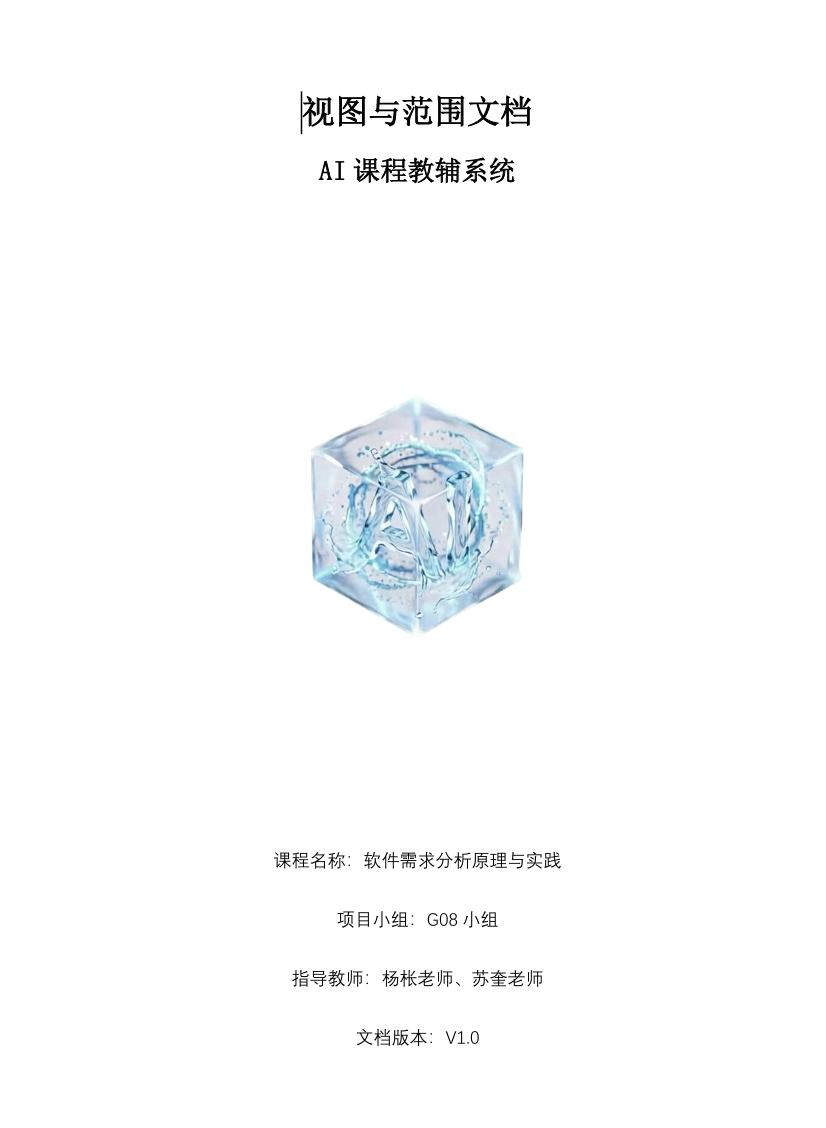 视图与范围文档
AI 课程教辅系统
AI
课程名称：软件需求分析原理与实践
项目小组：G08 小组
指导教师：杨枨老师、苏奎老师
文档版本：V1.0